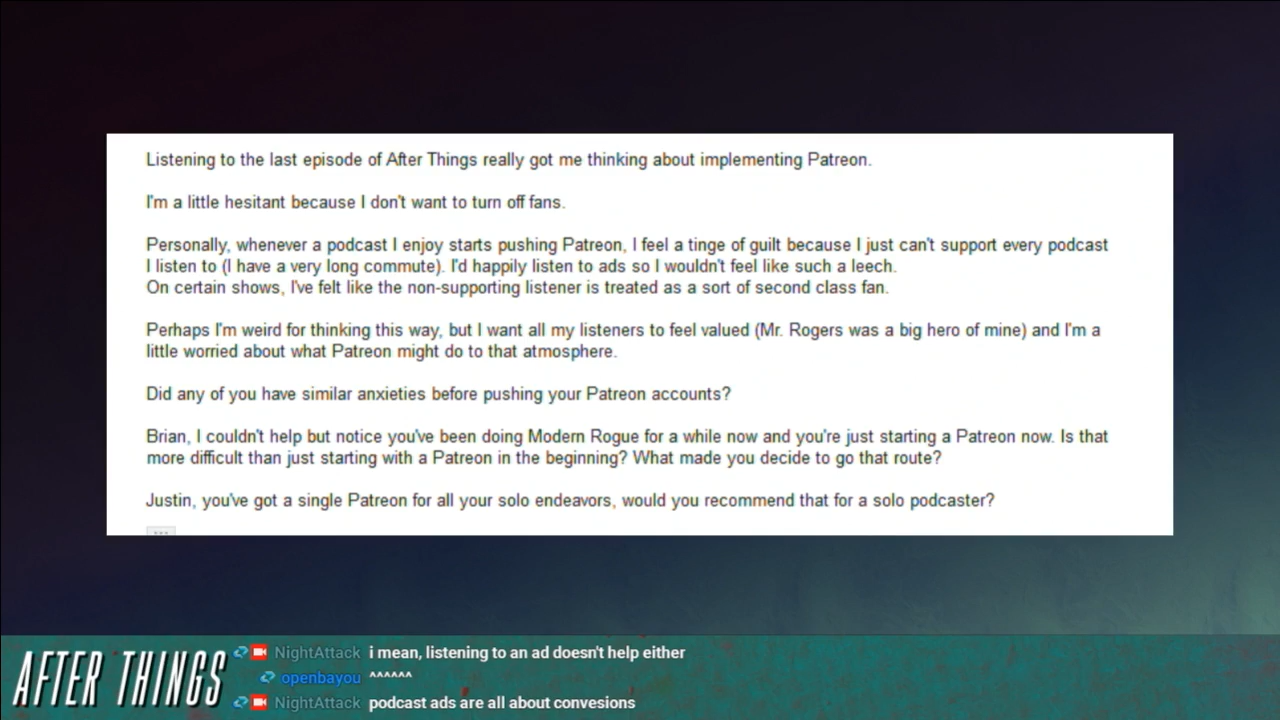 Listening to the last episode of After Things really got me thinking about implementing Patreon.
I'm a little hesitant because I don't want to turn off fans.
Personally, whenever a podcast I enjoy starts pushing Patreon, I feel a tinge of guilt because I just can't support every podcast
I listen to (I have a very long commute). I'd happily listen to ads so I wouldn't feel like such a leech.
On certain shows, I've felt like the non-supporting listener is treated as a sort of second class fan.
Perhaps I'm weird for thinking this way, but I want all my listeners to feel valued (Mr. Rogers was a big hero of mine) and I'm a
little worried about what Patreon might do to that atmosphere.
Did any of you have similar anxieties before pushing your Patreon accounts?
Brian, I couldn't help but notice you've been doing Modern Rogue for a while now and you're just starting a Patreon now. Is that
more difficult than just starting with a Patreon in the beginning? What made you decide to go that route?
Justin, you've got a single Patreon for all your solo endeavors, would you recommend that for a solo podcaster?
AFTER THINGS
NightAttack i mean, listening to an ad doesn't help either
openbayou ^^^^^^
NightAttack podcast ads are all about convesions